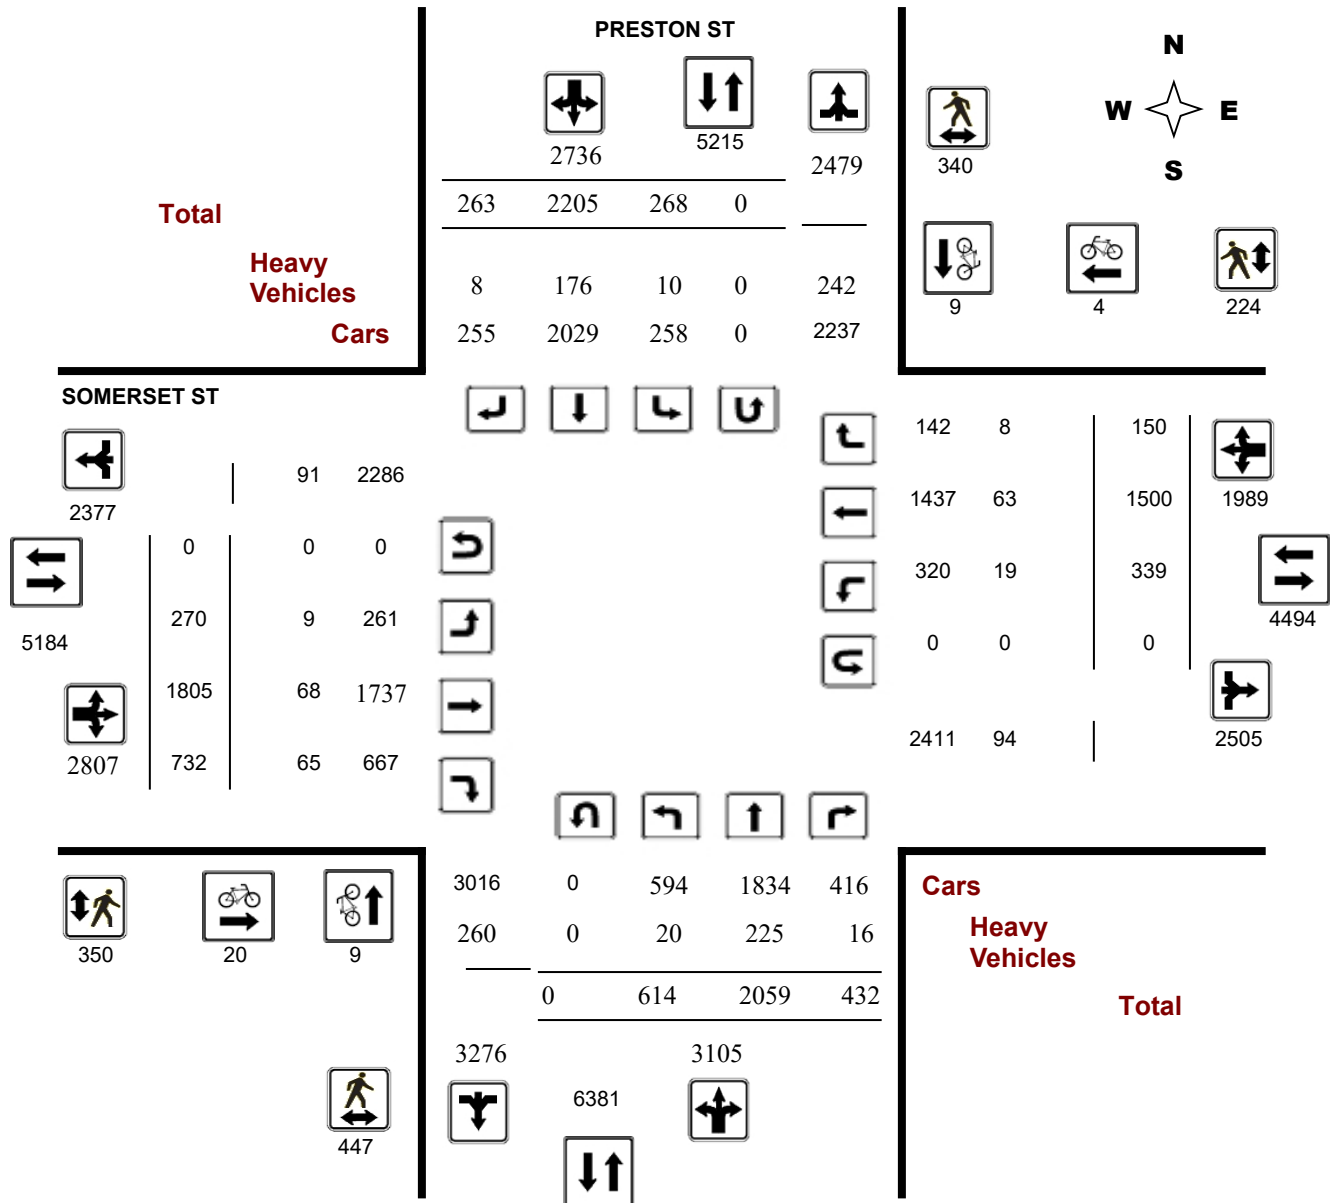 PRESTON ST
N
W E
S
2736 5215 2479 340
263 2205 268 0
Total
Heavy
Vehicles
8 176 10 0 242
Cars
255 2029 258 0 2237
9 4 224
SOMERSET ST
142 8 150
91 2286
2377
1437 63 1500 1989
0 0 0
320 19 339
270 9 261
4494
5184
0 0 0
1805 68 1737
2807 732 65 667
2411 94 2505
3016 0 594 1834 416
Cars
260 0 20 225 16
Heavy
Vehicles
350 20 9
0 614 2059 432
Total
3276 3105
6381
447